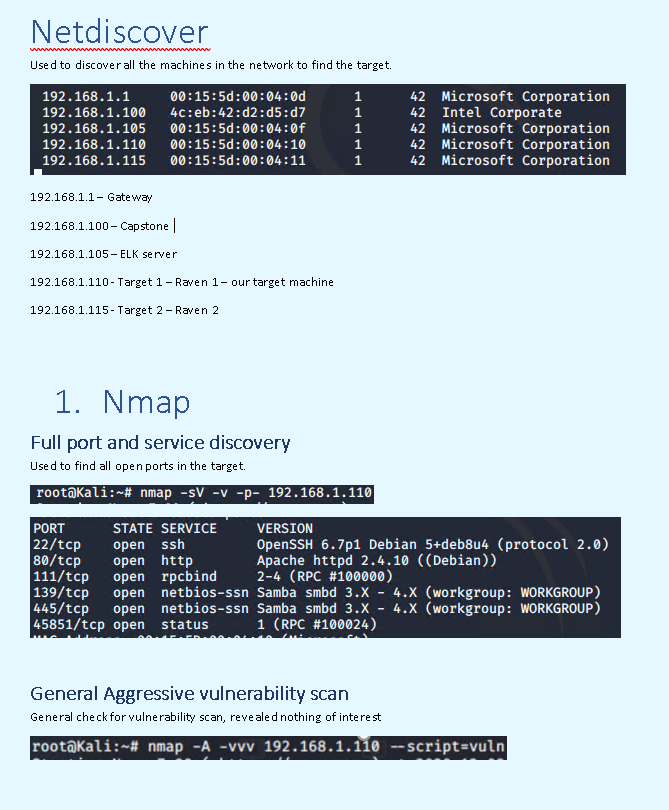 Netdiscover
Used to discover all the machines in the network to find the target.
192.168.1.1 00:15:5d:00:04:0d 1 42 Microsoft Corporation
192.168.1.100 4c:eb:42:d2:d5:d7 1 42 Intel Corporate
192.168.1.105 00:15:5d:00:04:0f 1 42 Microsoft Corporation
192.168.1.110 00:15:5d:00:04:10 1 42 Microsoft Corporation
192.168.1.115 00:15:5d:00:04:11 1 42 Microsoft Corporation
192.168.1.1 – Gateway
192.168.1.100 – Capstone
192.168.1.105 – ELK server
192.168.1.110 - Target 1 – Raven 1 – our target machine
192.168.1.115 - Target 2 – Raven 2
1. Nmap
Full port and service discovery
Used to find all open ports in the target.
root@Kali:~# nmap -sV -v -p- 192.168.1.110
PORT STATE SERVICE VERSION
22/tcp open ssh OpenSSH 6.7p1 Debian 5+deb8u4 (protocol 2.0)
80/tcp open http Apache httpd 2.4.10 ((Debian))
111/tcp open rpcbind 2-4 (RPC #100000)
139/tcp open netbios-ssn Samba smbd 3.X - 4.X (workgroup: WORKGROUP)
445/tcp open netbios-ssn Samba smbd 3.X - 4.X (workgroup: WORKGROUP)
45851/tcp open status 1 (RPC #100024)
General Aggressive vulnerability scan
General check for vulnerability scan, revealed nothing of interest
root@Kali:~# nmap -A -vvv 192.168.1.110 --script=vuln